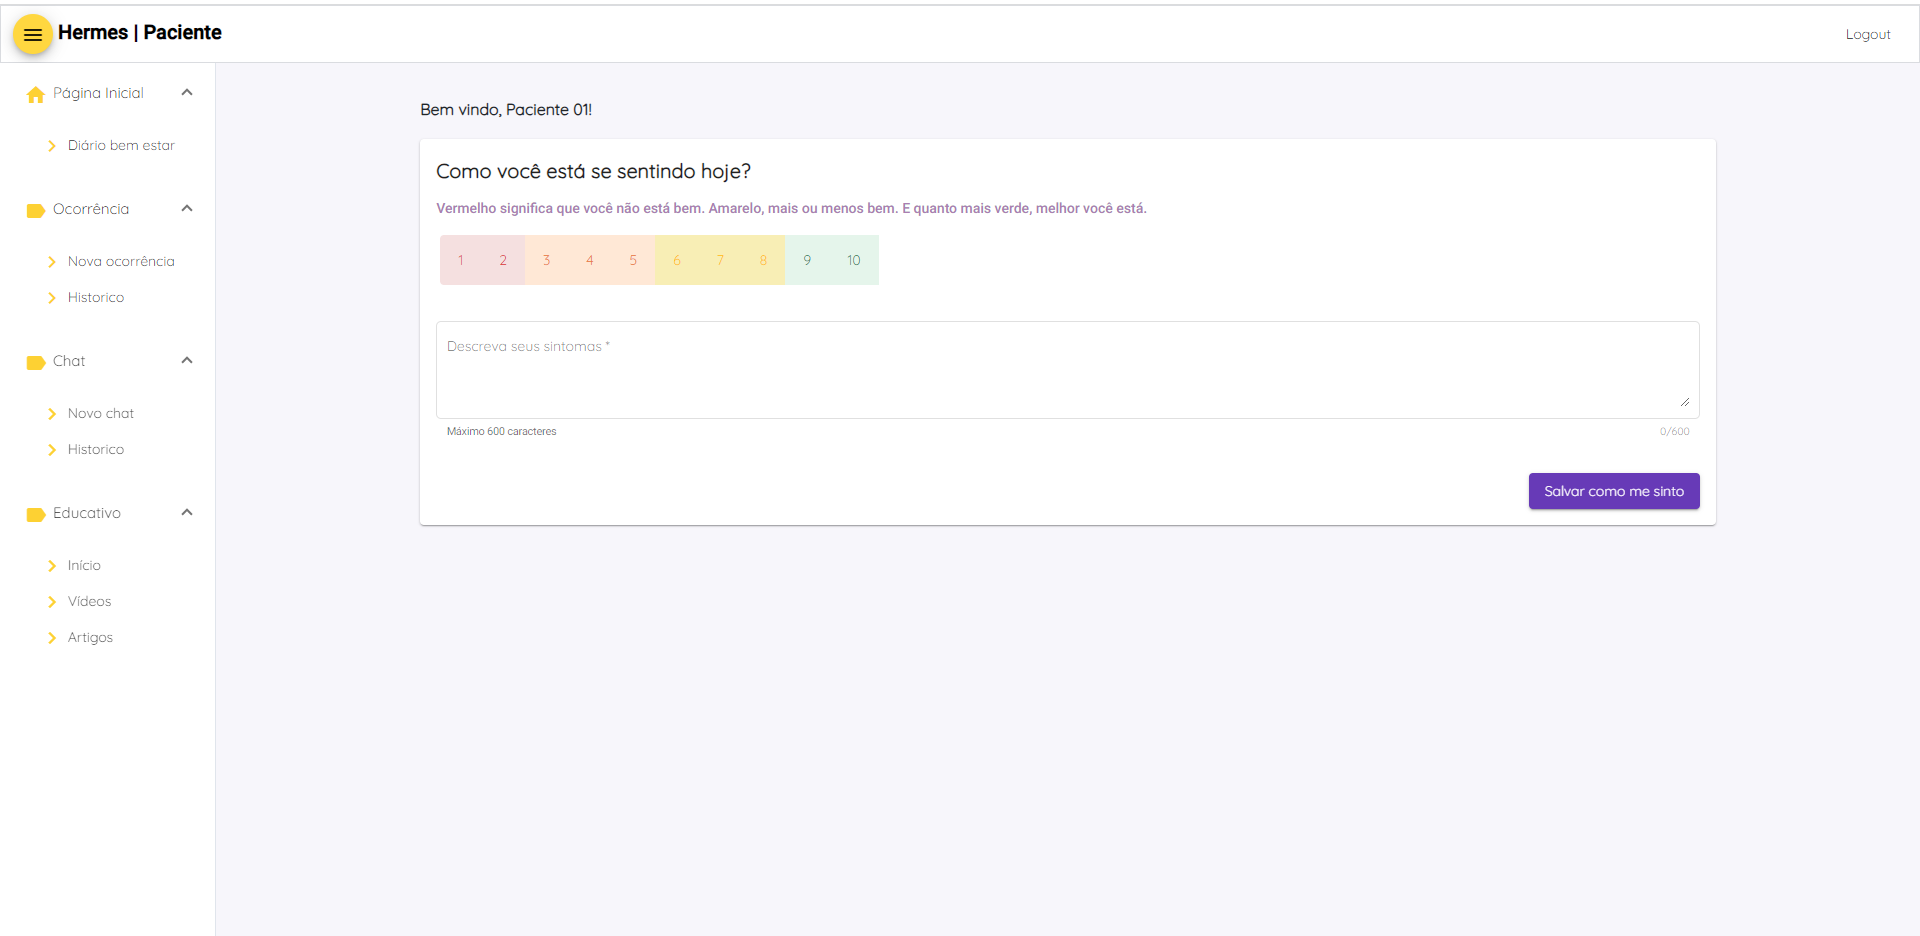 Hermes | Paciente
Logout
Página Inicial
Diário bem estar
Ocorrência
Nova ocorrência
Historico
Chat
Novo chat
Historico
Educativo
Início
Vídeos
Artigos
Bem vindo, Paciente 01!
Como você está se sentindo hoje?
Vermelho significa que você não está bem. Amarelo, mais ou menos bem. E quanto mais verde, melhor você está.
1 2 3 4 5 6 7 8 9 10
Descreva seus sintomas *
Máximo 600 caracteres 0/600
Salvar como me sinto